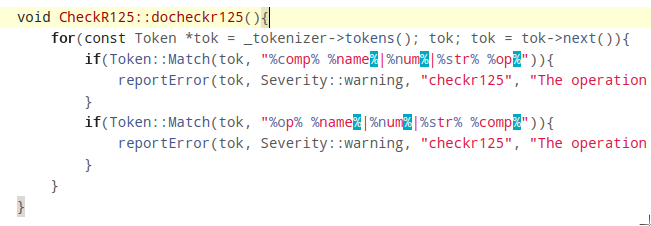 void CheckR125::docheckr125(){
    for(const Token *tok = _tokenizer->tokens(); tok; tok = tok->next()){
        if(Token::Match(tok, "%comp% %name%|%num%|%str% %op%")){
            reportError(tok, Severity::warning, "checkr125", "The operation
        }
        if(Token::Match(tok, "%op% %name%|%num%|%str% %comp%")){
            reportError(tok, Severity::warning, "checkr125", "The operation
        }
    }
}